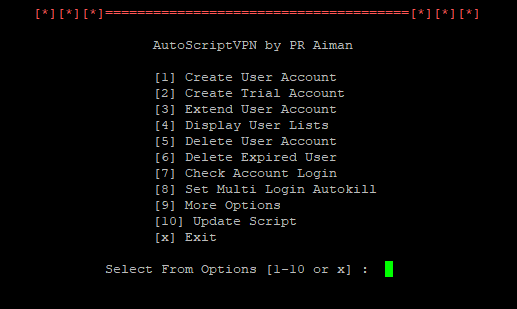 [*][*][*]======================================[*][*][*]
AutoScriptVPN by PR Aiman
[1] Create User Account
[2] Create Trial Account
[3] Extend User Account
[4] Display User Lists
[5] Delete User Account
[6] Delete Expired User
[7] Check Account Login
[8] Set Multi Login Autokill
[9] More Options
[10] Update Script
[x] Exit
Select From Options [1-10 or x] :